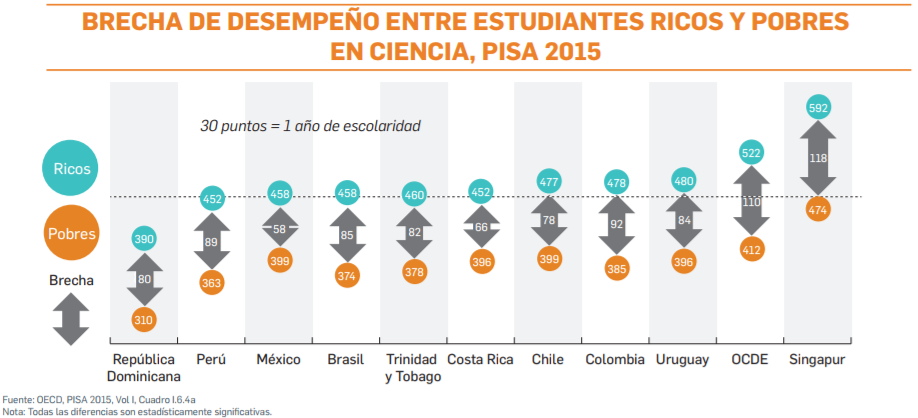 BRECHA DE DESEMPEÑO ENTRE ESTUDIANTES RICOS Y POBRES
EN CIENCIA, PISA 2015
30 puntos = 1 año de escolaridad
Ricos
Pobres
Brecha
390
80
310
452
89
363
458
58
399
458
85
374
460
82
378
452
66
396
477
78
399
478
92
385
480
84
396
522
110
412
592
118
474
República
Dominicana
Perú
México
Brasil
Trinidad
y Tobago
Costa Rica
Chile
Colombia
Uruguay
OCDE
Singapur
Fuente: OECD, PISA 2015, Vol I, Cuadro I.6.4a
Nota: Todas las diferencias son estadísticamente significativas.